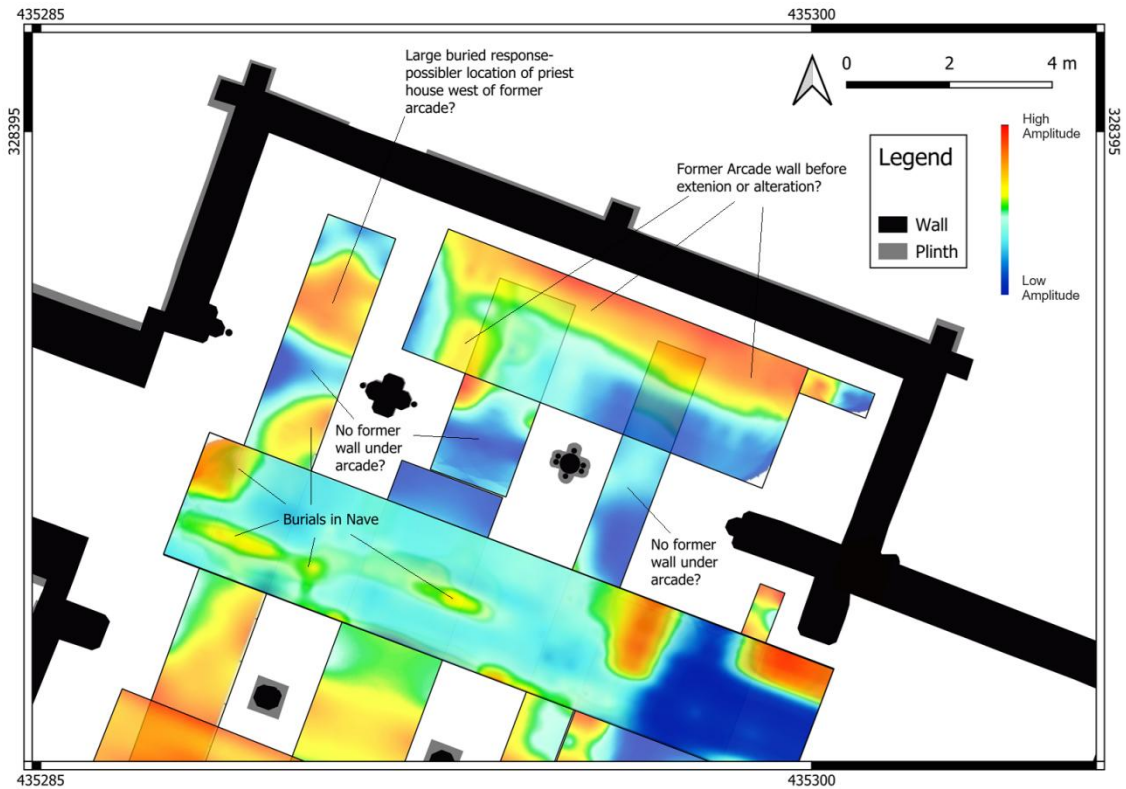 435285
435300
Large buried response-
possibler location of priest
house west of former
arcade?
0
2
4 m
328395
328395
High
Amplitude
Legend
Former Arcade wall before
extenion or alteration?
Wall
Plinth
Low
Amplitude
No former
wall under
arcade?
Burials in Nave
No former
wall under
arcade?
435285
435300